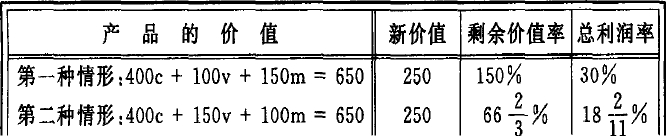 产品的价值 新价值 剩余价值率 总利润率
第一种情形:400c + 100v + 150m = 650 250 150% 30%
第二种情形:400c + 150v + 100m = 650 250 66 2/3 % 18 2/11 %